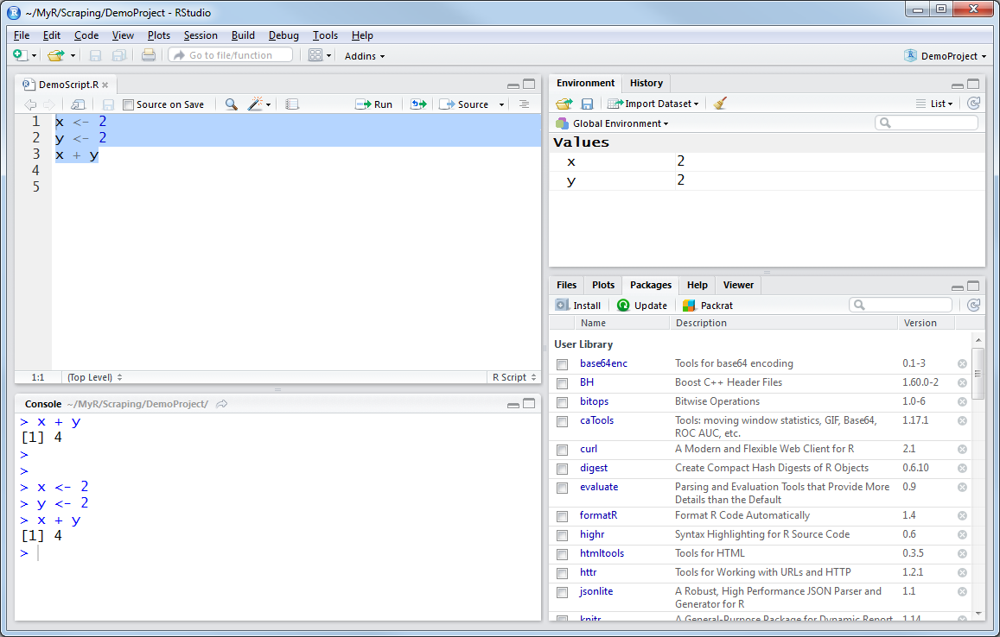 ~/MyR/Scraping/DemoProject - RStudio
File Edit Code View Plots Session Build Debug Tools Help
Go to file/function Addins DemoProject
DemoScript.R
Source on Save Run Source
1 x <- 2
2 y <- 2
3 x + y
4
5
1:1 (Top Level) R Script
Console ~/MyR/Scraping/DemoProject/
> x + y
[1] 4
>
>
> x <- 2
> y <- 2
> x + y
[1] 4
>
Environment History
Import Dataset List
Global Environment
Values
x 2
y 2
Files Plots Packages Help Viewer
Install Update Packrat
Name Description Version
User Library
base64enc Tools for base64 encoding 0.1-3
BH Boost C++ Header Files 1.60.0-2
bitops Bitwise Operations 1.0-6
caTools Tools: moving window statistics, GIF, Base64, 1.17.1
ROC AUC, etc.
curl A Modern and Flexible Web Client for R 2.1
digest Create Compact Hash Digests of R Objects 0.6.10
evaluate Parsing and Evaluation Tools that Provide More 0.9
Details than the Default
formatR Format R Code Automatically 1.4
highr Syntax Highlighting for R Source Code 0.6
htmltools Tools for HTML 0.3.5
httr Tools for Working with URLs and HTTP 1.2.1
jsonlite A Robust, High Performance JSON Parser and 1.1
Generator for R
knitr A General-Purpose Package for Dynamic Report 1.14